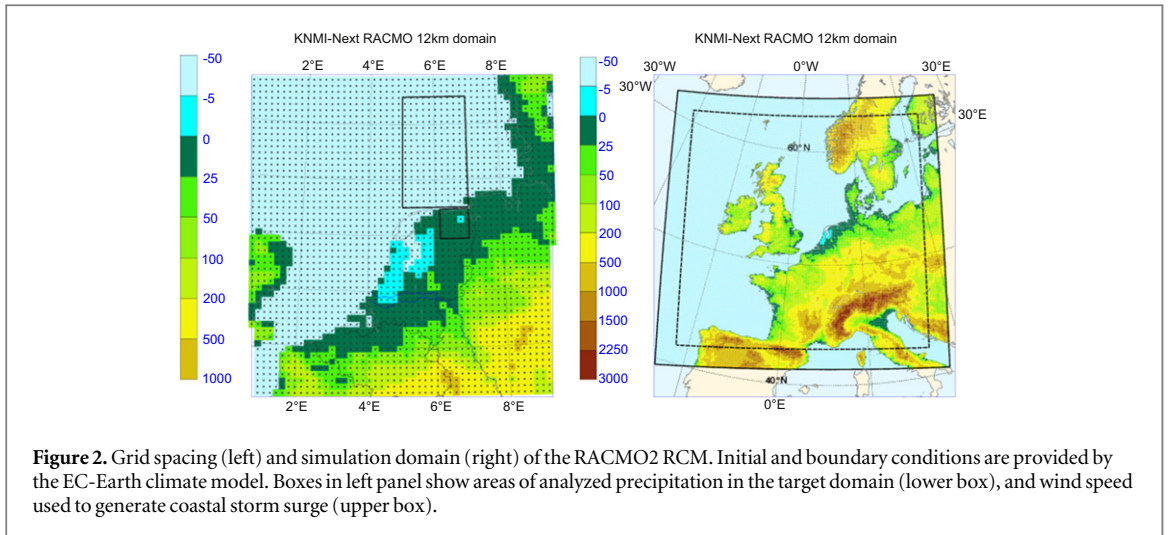 KNMI-Next RACMO 12km domain
2°E 4°E 6°E 8°E
-50
-5
0
25
50
100
200
500
1000
2°E 4°E 6°E 8°E
KNMI-Next RACMO 12km domain
30°W 0°W 30°E
30°W
30°E
-50
-5
0
25
50
100
200
500
1000
1500
2250
3000
60°N
40°N
0°E
Figure 2. Grid spacing (left) and simulation domain (right) of the RACMO2 RCM. Initial and boundary conditions are provided by
the EC-Earth climate model. Boxes in left panel show areas of analyzed precipitation in the target domain (lower box), and wind speed
used to generate coastal storm surge (upper box).